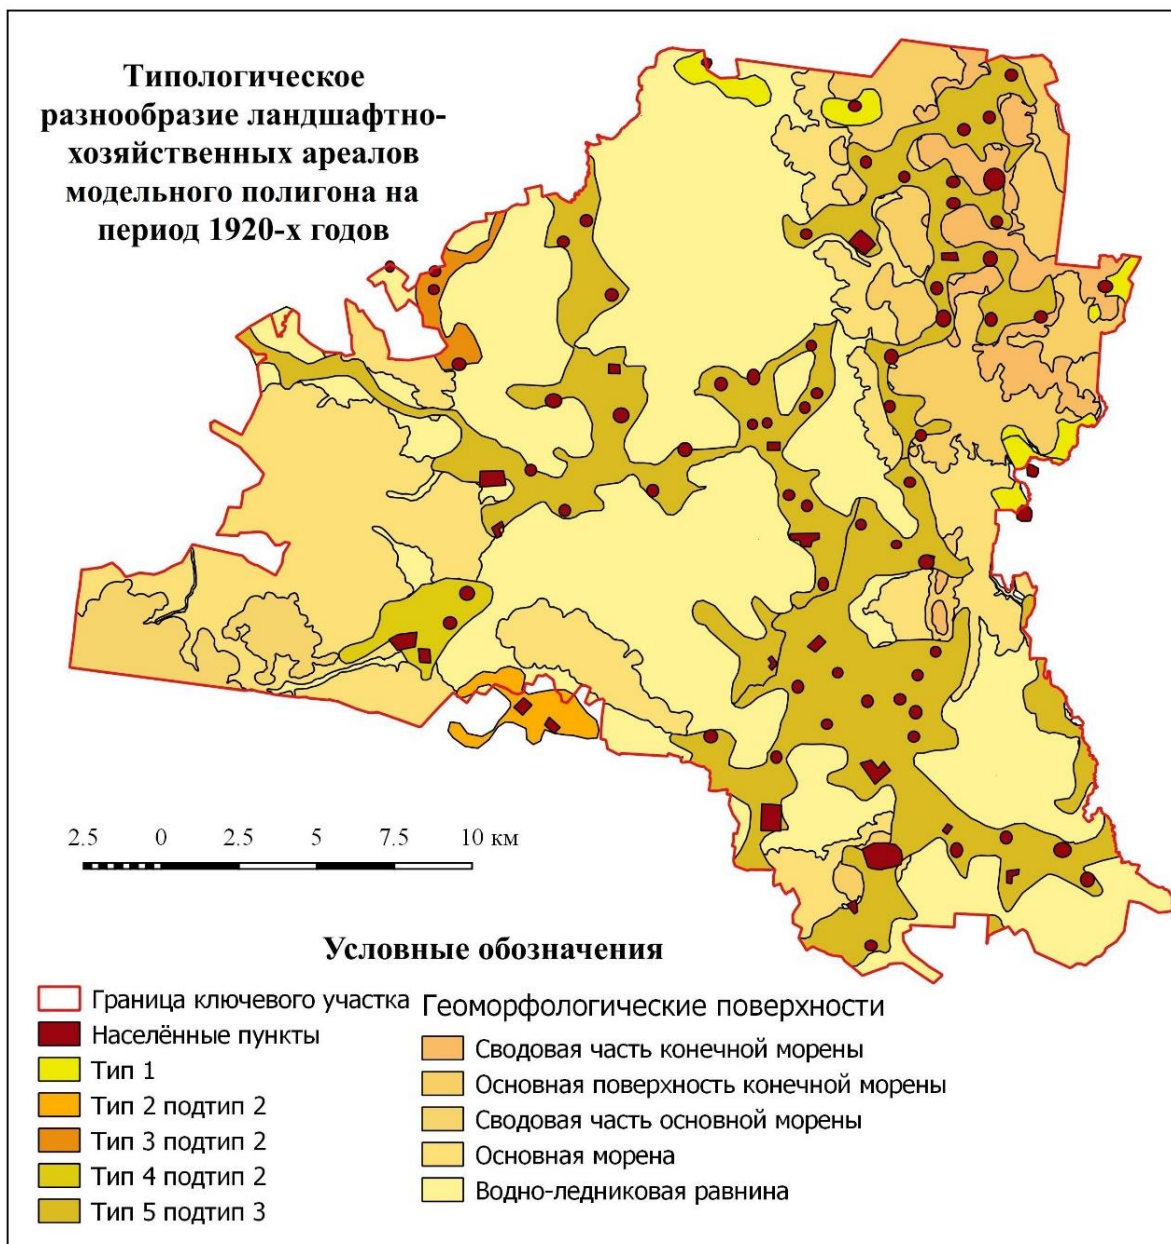 Типологическое
разнообразие ландшафтно-
хозяйственных ареалов
модельного полигона на
период 1920-х годов
2.5 0 2.5 5 7.5 10 км
Условные обозначения
Граница ключевого участка
Населённые пункты
Тип 1
Тип 2 подтип 2
Тип 3 подтип 2
Тип 4 подтип 2
Тип 5 подтип 3
Геоморфологические поверхности
Сводовая часть конечной морены
Основная поверхность конечной морены
Сводовая часть основной морены
Основная морена
Водно-ледниковая равнина